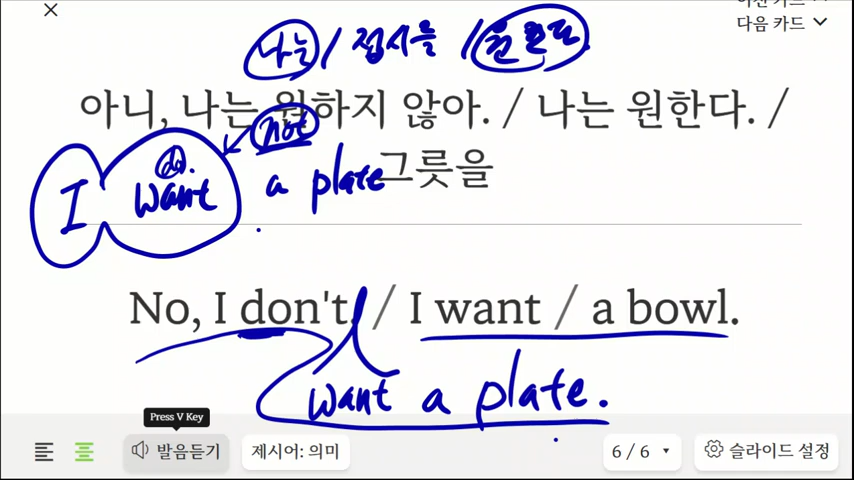 다음 카드
나는 / 접시를 / 원한다
아니, 나는 원하지 않아. / 나는 원한다. /
not
그릇을
do.
I want a plate
No, I don't. / I want / a bowl.
want a plate.
Press V Key
발음듣기
제시어: 의미
6 / 6
슬라이드 설정